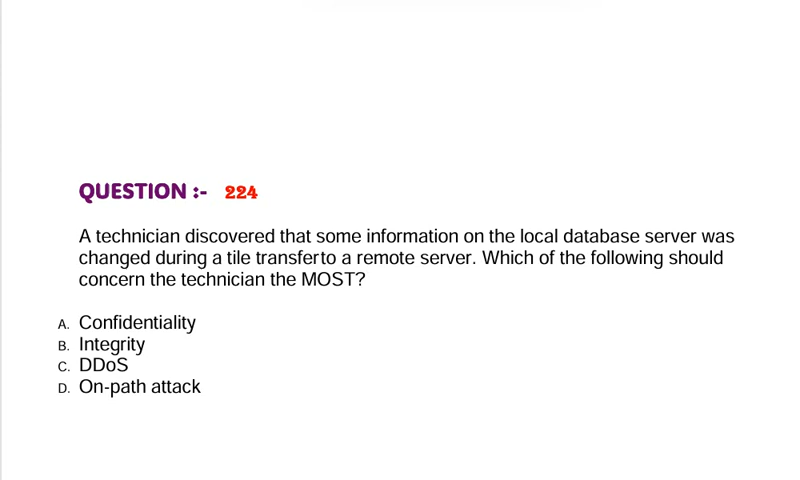 QUESTION :- 224
A technician discovered that some information on the local database server was
changed during a tile transferto a remote server. Which of the following should
concern the technician the MOST?
A. Confidentiality
B. Integrity
C. DDoS
D. On-path attack